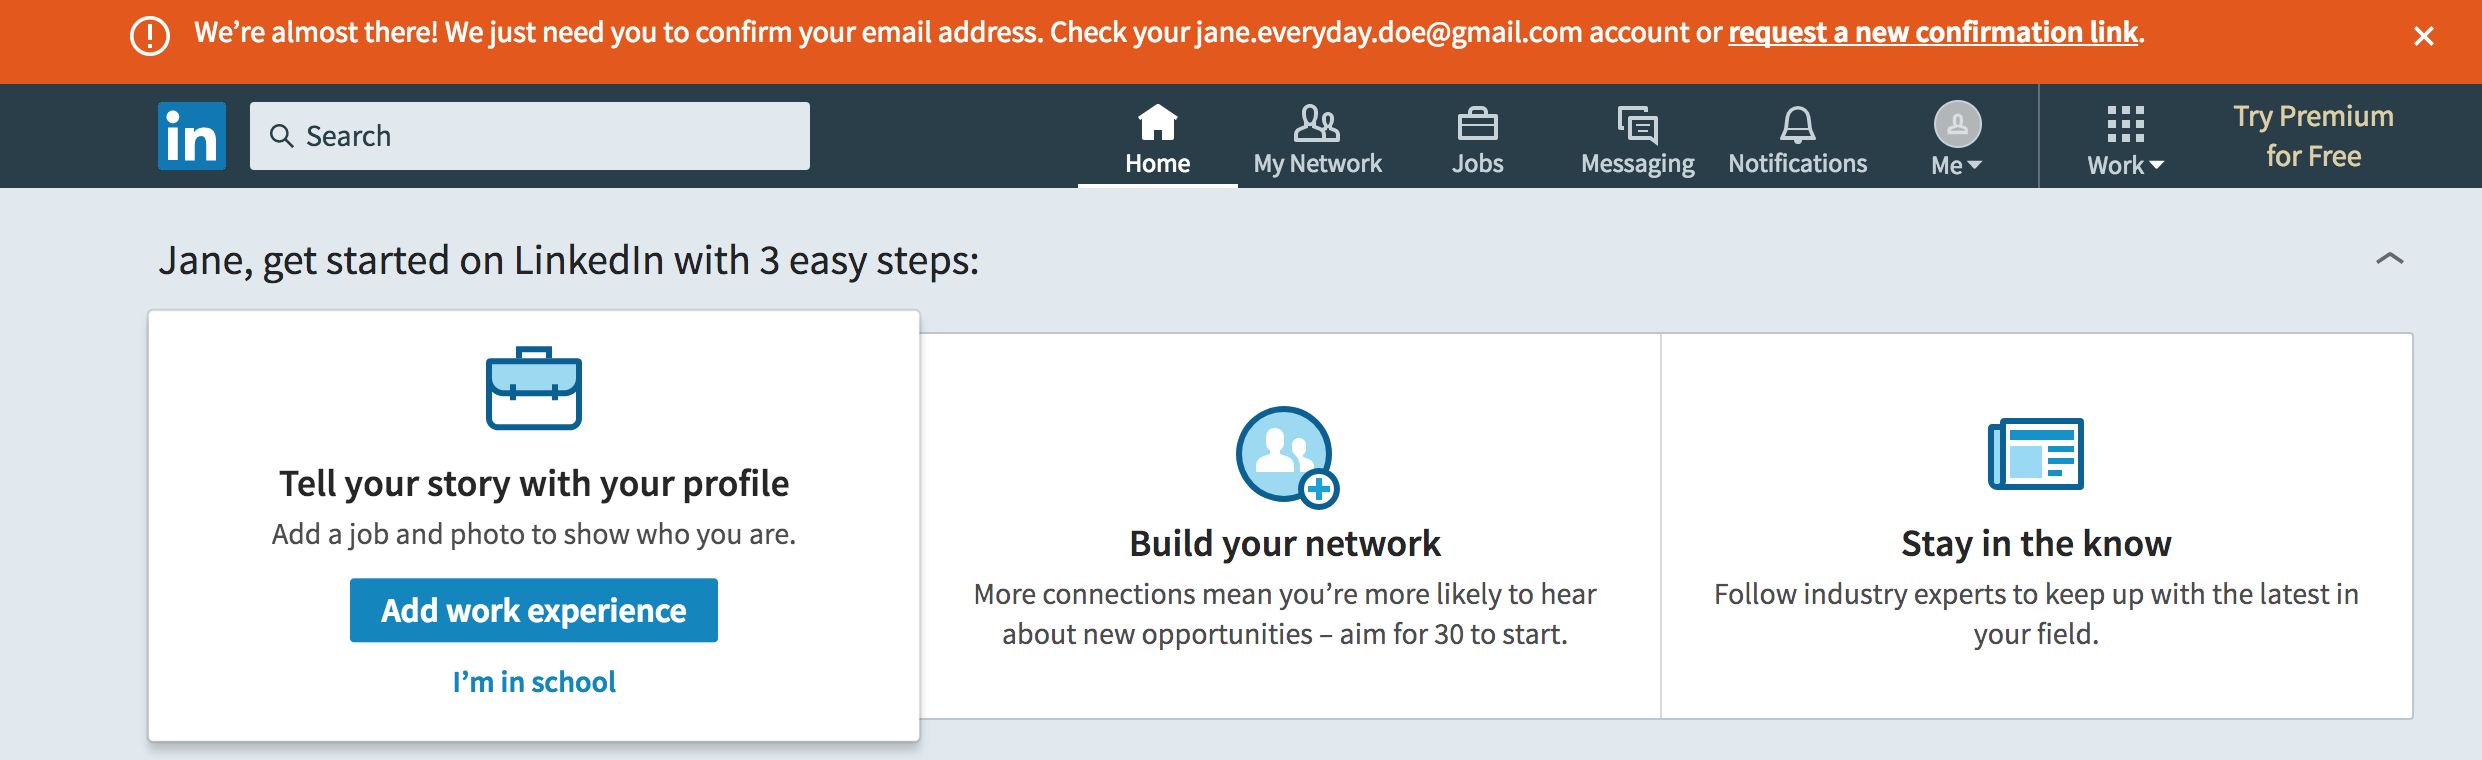 We’re almost there! We just need you to confirm your email address. Check your jane.everyday.doe@gmail.com account or request a new confirmation link.
in
Search
Home
My Network
Jobs
Messaging
Notifications
Me
Work
Try Premium
for Free
Jane, get started on LinkedIn with 3 easy steps:
Tell your story with your profile
Add a job and photo to show who you are.
Add work experience
I’m in school
Build your network
More connections mean you’re more likely to hear
about new opportunities – aim for 30 to start.
Stay in the know
Follow industry experts to keep up with the latest in
your field.